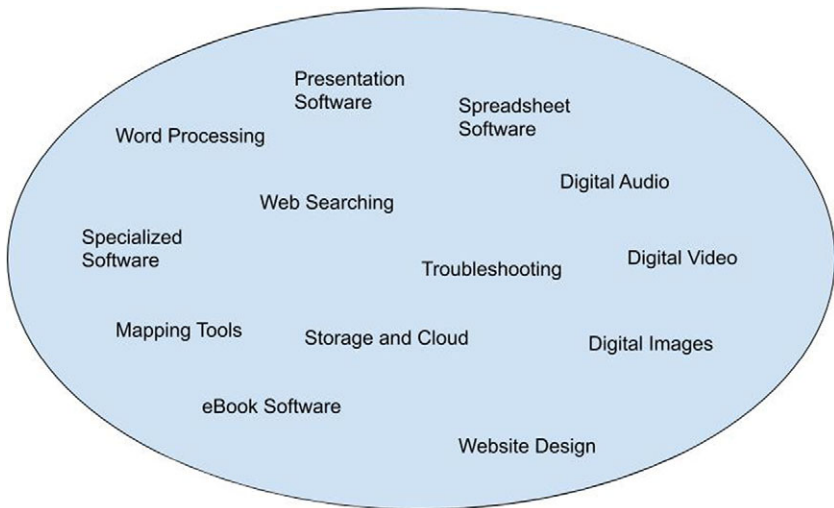 Presentation
Software
Spreadsheet
Software
Word Processing
Digital Audio
Web Searching
Specialized
Software
Troubleshooting
Digital Video
Mapping Tools
Storage and Cloud
Digital Images
eBook Software
Website Design